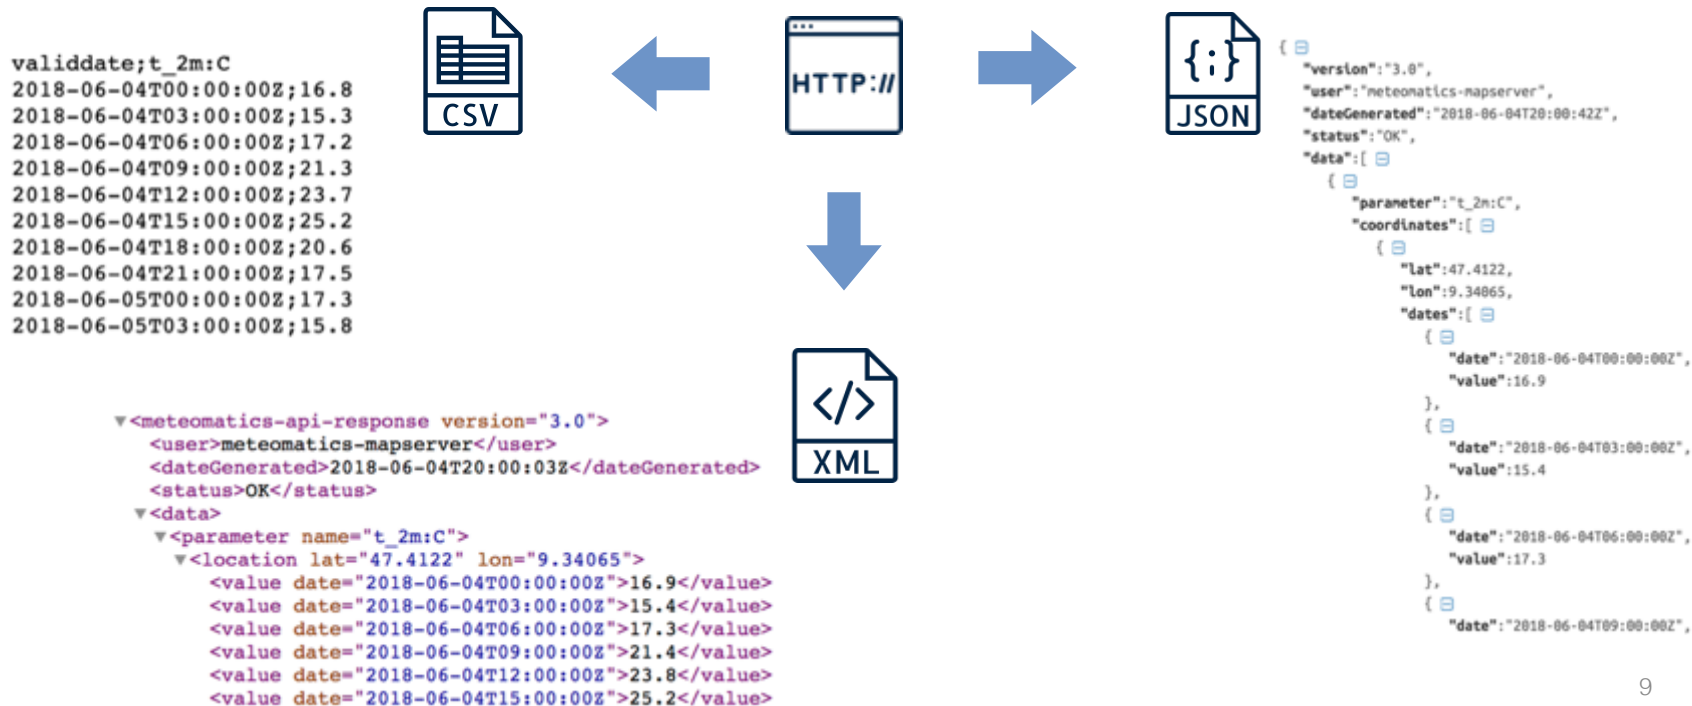 validdate;t_2m:C
2018-06-04T00:00:00Z;16.8
2018-06-04T03:00:00Z;15.3
2018-06-04T06:00:00Z;17.2
2018-06-04T09:00:00Z;21.3
2018-06-04T12:00:00Z;23.7
2018-06-04T15:00:00Z;25.2
2018-06-04T18:00:00Z;20.6
2018-06-04T21:00:00Z;17.5
2018-06-05T00:00:00Z;17.3
2018-06-05T03:00:00Z;15.8
CSV
HTTP://
{;}
JSON
{
"version":"3.0",
"user":"meteomatics-mapserver",
"dateGenerated":"2018-06-04T20:00:42Z",
"status":"OK",
"data":[
{
"parameter":"t_2m:C",
"coordinates":[
{
"lat":47.4122,
"lon":9.34065,
"dates":[
{
"date":"2018-06-04T00:00:00Z",
"value":16.9
},
{
"date":"2018-06-04T03:00:00Z",
"value":15.4
},
{
"date":"2018-06-04T06:00:00Z",
"value":17.3
},
{
"date":"2018-06-04T09:00:00Z",
</>
XML
<meteomatics-api-response version="3.0">
<user>meteomatics-mapserver</user>
<dateGenerated>2018-06-04T20:00:03Z</dateGenerated>
<status>OK</status>
<data>
<parameter name="t_2m:C">
<location lat="47.4122" lon="9.34065">
<value date="2018-06-04T00:00:00Z">16.9</value>
<value date="2018-06-04T03:00:00Z">15.4</value>
<value date="2018-06-04T06:00:00Z">17.3</value>
<value date="2018-06-04T09:00:00Z">21.4</value>
<value date="2018-06-04T12:00:00Z">23.8</value>
<value date="2018-06-04T15:00:00Z">25.2</value>
9